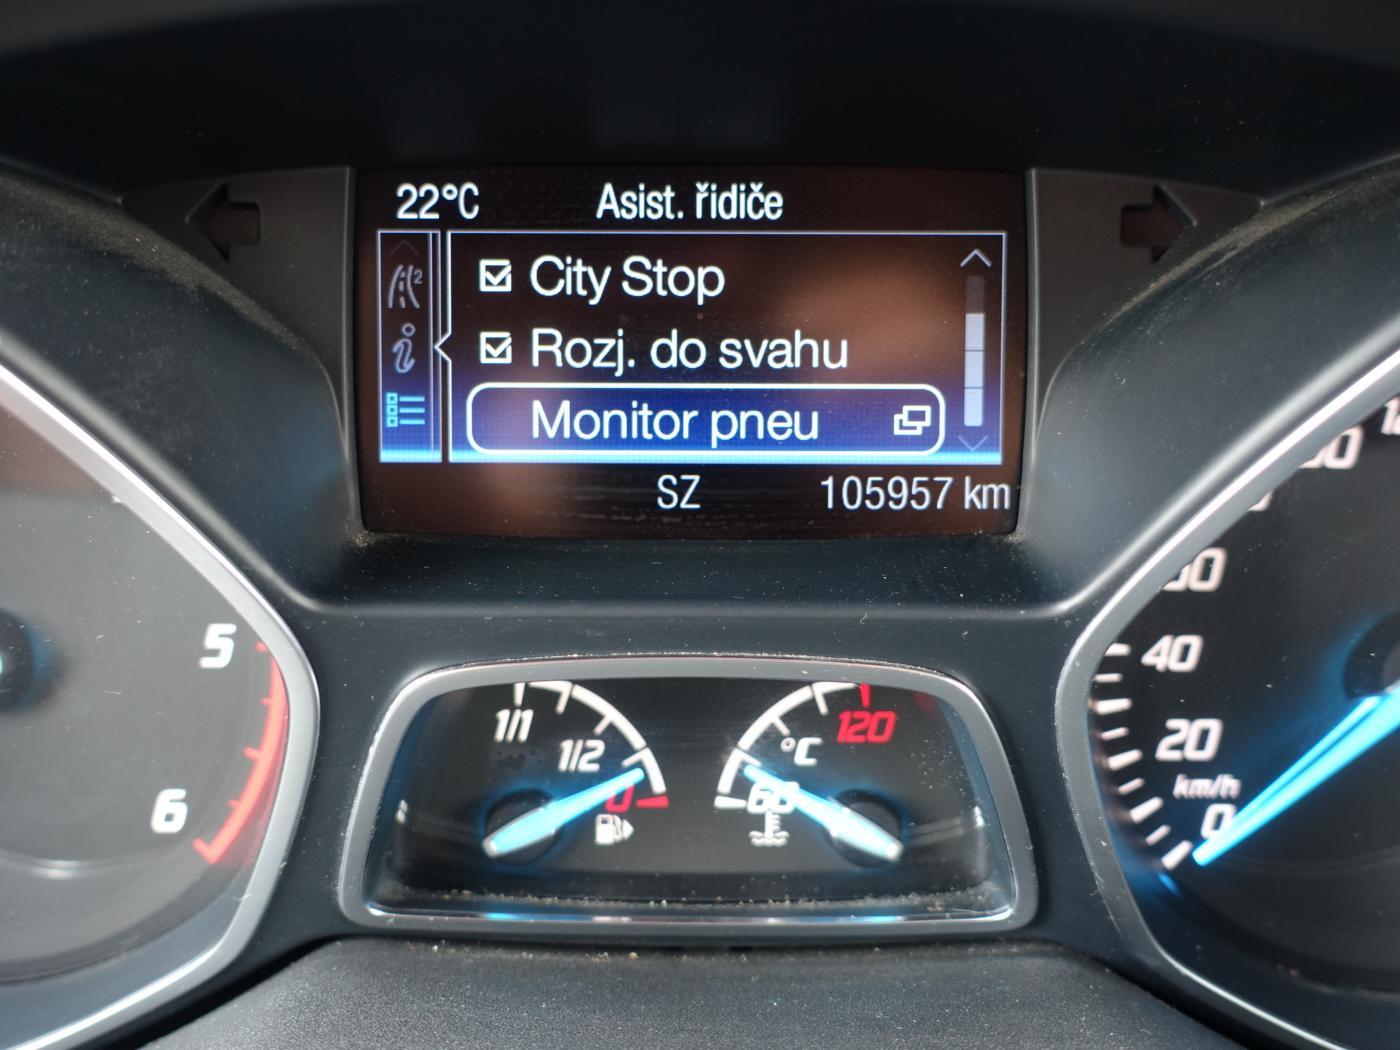 22°C Asist. řidiče
City Stop
Rozj. do svahu
Monitor pneu
SZ 105957 km
5
6
1/1
1/2
0
120
°C
60
40
20
km/h
0